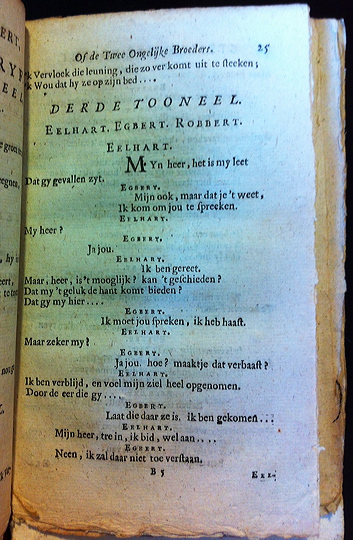 Of de Twee Ongelijke Broeders. 25
Ik Vervloek die leuning, die zo ver komt uit te steeken;
Ik Wou dat hy ze op zijn bed....
DERDE TOONEEL.
EELHART. EGBERT. ROBBERT.
EELHART.
MYn heer, het is my leet
Dat gy gevallen zyt.
EGBERT.
Mijn ook, maar dat je 't weet,
Ik kom om jou te spreeken.
EELHART.
My heer?
EGBERT.
Ja jou.
EELHART.
Ik ben gereet.
Maar, heer, is 't mooglijk? kan 't geschieden?
Dat my 't geluk de hant komt bieden?
Dat gy my hier....
EGBERT.
Ik moet jou spreken, ik heb haast.
EELHART.
Maar zeker my?
EGBERT.
Ja jou. hoe? maaktje dat verbaast?
EELHART.
Ik ben verblijd, en voel mijn ziel heel opgenomen.
Door de eer die gy....
EGBERT.
Laat die daar ze is. ik ben gekomen...
EELHART.
Mijn heer, tre in, ik bid, wel aan....
EGBERT.
Neen, ik zal daar niet toe verstaan.
B 5